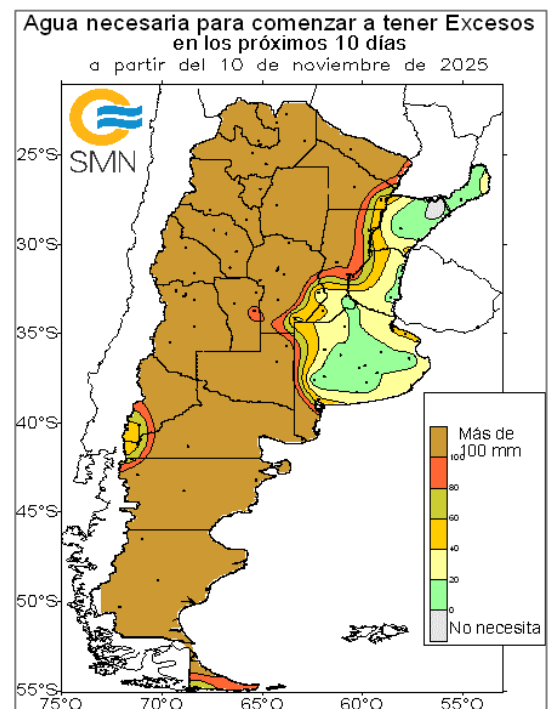 Agua necesaria para comenzar a tener Excesos
en los próximos 10 días
a partir del 10 de noviembre de 2025
SMN
25°S
30°S
35°S
40°S
45°S
50°S
55°S
75°O
70°O
65°O
60°O
55°O
Más de
100 mm
100
80
60
40
20
0
No necesita